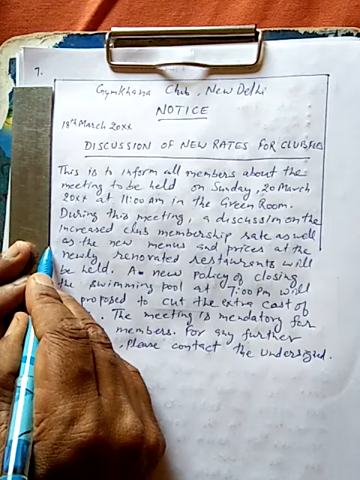 7.
Gymkhana Club, New Delhi
NOTICE
18th March 20xx
DISCUSSION OF NEW RATES FOR CLUB
This is to inform all members about the
meeting to be held on Sunday, 20 March
at 11:00 am in the Green Room.
During this meeting, a discussion on the
increased club membership rate as well
as the new menus and prices at the
newly renovated restaurants will
be held. A new policy of closing
the swimming pool at 7:00 Pm will
proposed to cut the extra cost of
. The meeting is mendatory for
members. For any further
, Please contact the undersigned.